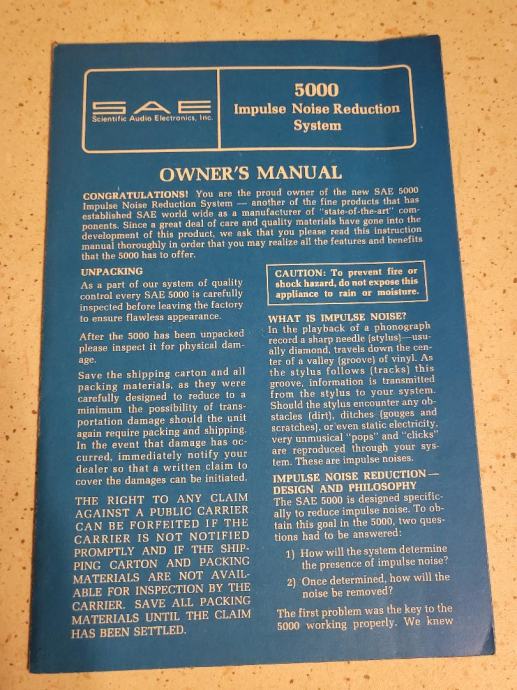 SAE
Scientific Audio Electronics, Inc.
5000
Impulse Noise Reduction
System
OWNER'S MANUAL
CONGRATULATIONS! You are the proud owner of the new SAE 5000
Impulse Noise Reduction System — another of the fine products that has
established SAE world wide as a manufacturer of "state-of-the-art" com-
ponents. Since a great deal of care and quality materials have gone into the
development of this product, we ask that you please read this instruction
manual thoroughly in order that you may realize all the features and benefits
that the 5000 has to offer.
UNPACKING
As a part of our system of quality
control every SAE 5000 is carefully
inspected before leaving the factory
to ensure flawless appearance.
After the 5000 has been unpacked
please inspect it for physical dam-
age.
Save the shipping carton and all
packing materials, as they were
carefully designed to reduce to a
minimum the possibility of trans-
portation damage should the unit
again require packing and shipping.
In the event that damage has oc-
curred, immediately notify your
dealer so that a written claim to
cover the damages can be initiated.
THE RIGHT TO ANY CLAIM
AGAINST A PUBLIC CARRIER
CAN BE FORFEITED IF THE
CARRIER IS NOT NOTIFIED
PROMPTLY AND IF THE SHIP-
PING CARTON AND PACKING
MATERIALS ARE NOT AVAIL-
ABLE FOR INSPECTION BY THE
CARRIER. SAVE ALL PACKING
MATERIALS UNTIL THE CLAIM
HAS BEEN SETTLED.
CAUTION: To prevent fire or
shock hazard, do not expose this
appliance to rain or moisture.
WHAT IS IMPULSE NOISE?
In the playback of a phonograph
record a sharp needle (stylus)—usu-
ally diamond, travels down the cen-
ter of a valley (groove) of vinyl. As
the stylus follows (tracks) this
groove, information is transmitted
from the stylus to your system.
Should the stylus encounter any ob-
stacles (dirt), ditches (gouges and
scratches), or even static electricity,
very unmusical "pops" and "clicks"
are reproduced through your sys-
tem. These are impulse noises.
IMPULSE NOISE REDUCTION—
DESIGN AND PHILOSOPHY
The SAE 5000 is designed specific-
ally to reduce impulse noise. To ob-
tain this goal in the 5000, two ques-
tions had to be answered:
1) How will the system determine
the presence of impulse noise?
2) Once determined, how will the
noise be removed?
The first problem was the key to the
5000 working properly. We knew